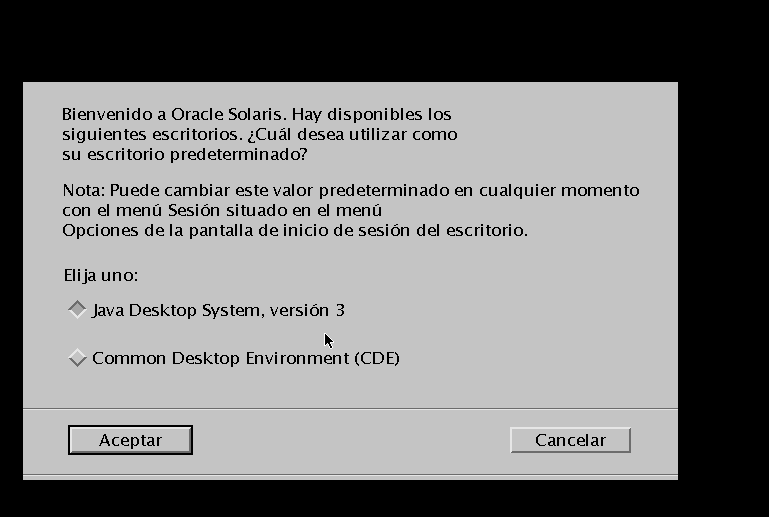 Bienvenido a Oracle Solaris. Hay disponibles los
siguientes escritorios. ¿Cuál desea utilizar como
su escritorio predeterminado?
Nota: Puede cambiar este valor predeterminado en cualquier momento
con el menú Sesión situado en el menú
Opciones de la pantalla de inicio de sesión del escritorio.
Elija uno:
Java Desktop System, versión 3
Common Desktop Environment (CDE)
Aceptar
Cancelar